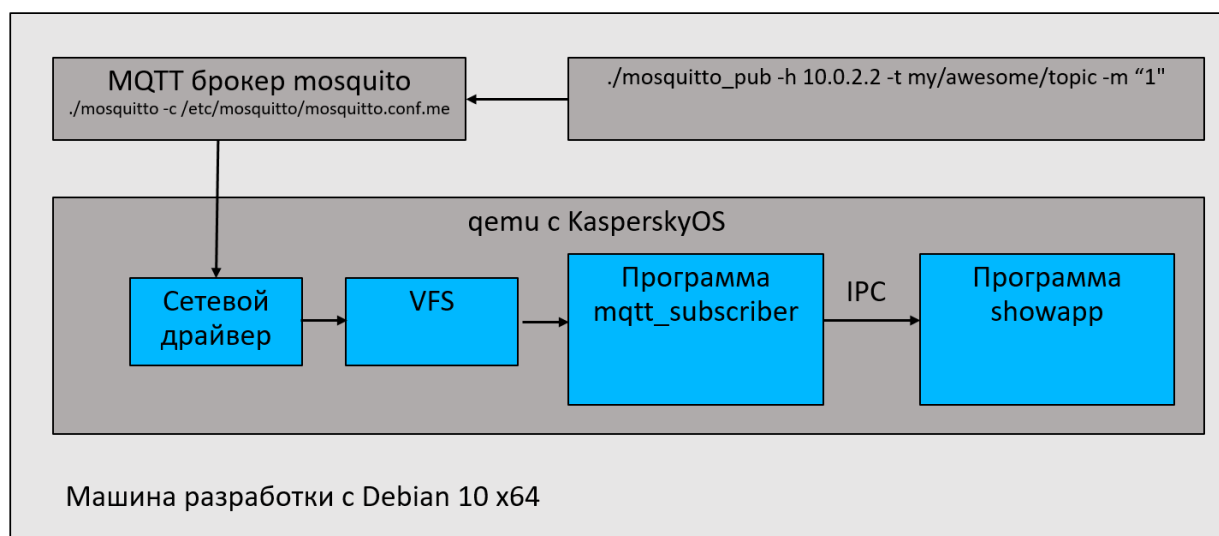 MQTT брокер mosquito
./mosquitto -c /etc/mosquitto/mosquitto.conf.me
./mosquitto_pub -h 10.0.2.2 -t my/awesome/topic -m “1"
qemu с KasperskyOS
Сетевой
драйвер
VFS
Программа
mqtt_subscriber
IPC
Программа
showapp
Машина разработки с Debian 10 x64